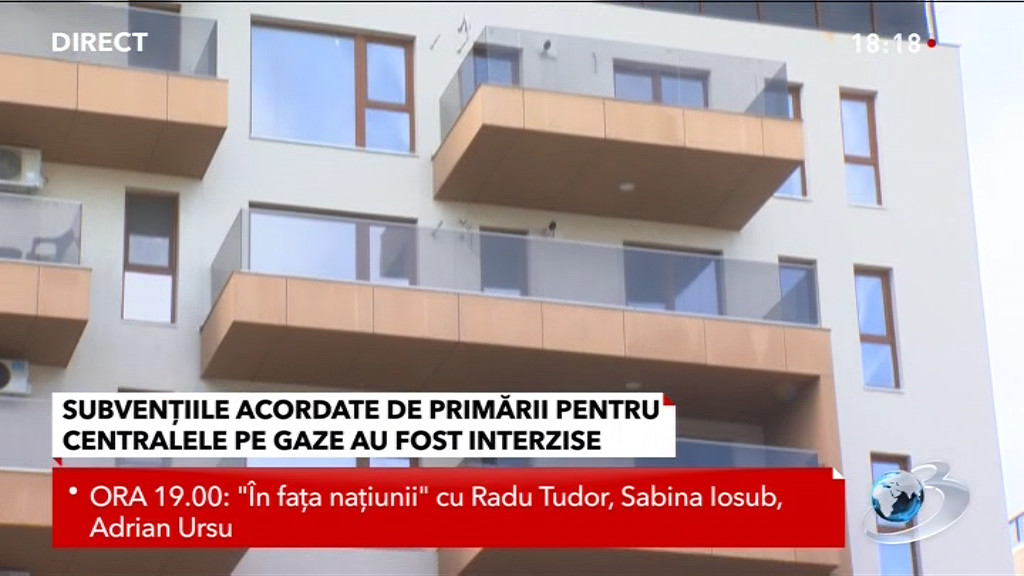 DIRECT
18:18
SUBVENȚIILE ACORDATE DE PRIMĂRII PENTRU
CENTRALELE PE GAZE AU FOST INTERZISE
• ORA 19.00: "În fața națiunii" cu Radu Tudor, Sabina Iosub,
Adrian Ursu
3